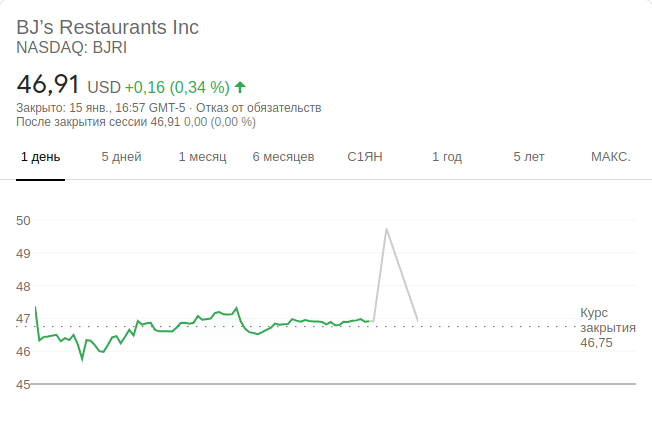 BJ’s Restaurants Inc
NASDAQ: BJRI
46,91 USD +0,16 (0,34 %)
Закрыто: 15 янв., 16:57 GMT-5 · Отказ от обязательств
После закрытия сессии 46,91 0,00 (0,00 %)
1 день 5 дней 1 месяц 6 месяцев С1ЯН 1 год 5 лет МАКС.
50
49
48
47
46
45
Курс
закрытия
46,75